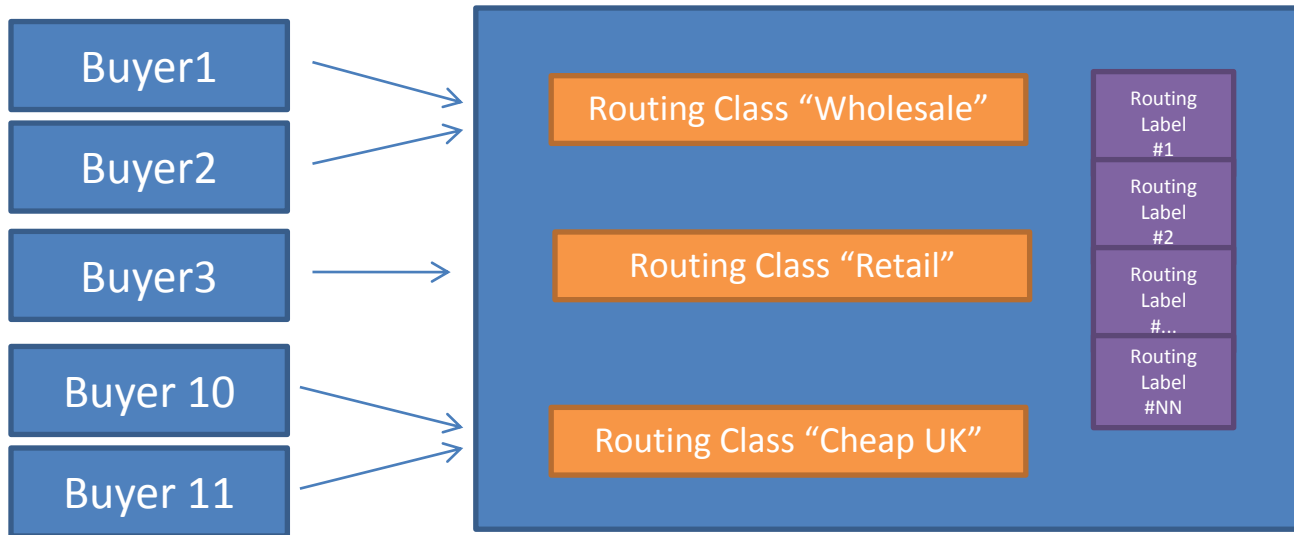 Buyer1
Buyer2
Buyer3
Buyer 10
Buyer 11
Routing Class “Wholesale”
Routing Class “Retail”
Routing Class “Cheap UK”
Routing
Label
#1
Routing
Label
#2
Routing
Label
#...
Routing
Label
#NN